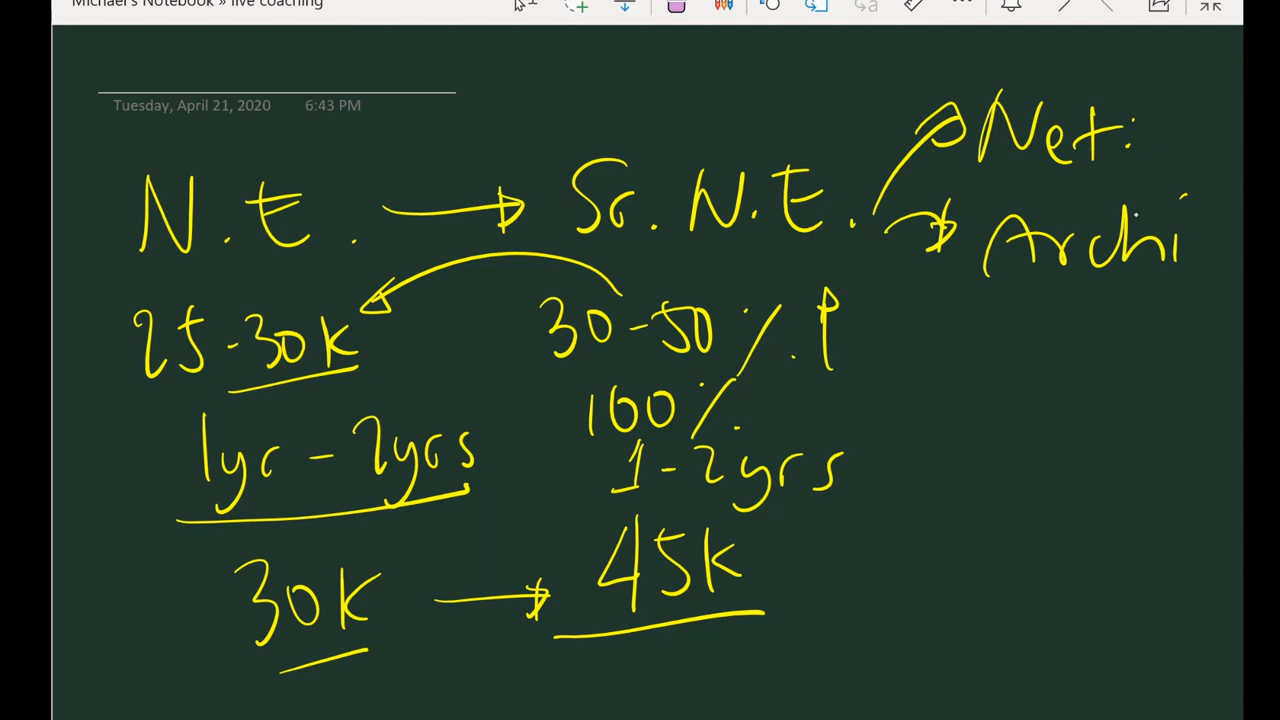 Michael's Notebook » live coaching
Tuesday, April 21, 2020 6:43 PM
N.E. → Sr. N.E. → Net.
→ Archi
25-30k 30-50%. ↑
100%.
1yr - 2yrs 1-2yrs
30k → 45k